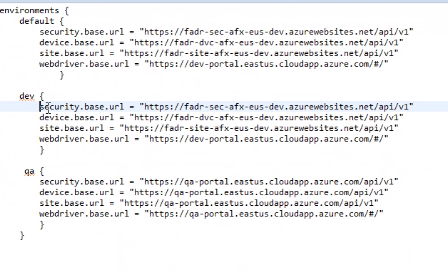 environments {
default {
security.base.url = "https://fadr-sec-afx-eus-dev.azurewebsites.net/api/v1"
device.base.url = "https://fadr-dvc-afx-eus-dev.azurewebsites.net/api/v1"
site.base.url = "https://fadr-site-afx-eus-dev.azurewebsites.net/api/v1"
webdriver.base.url = "https://dev-portal.eastus.cloudapp.azure.com/#/"
}
dev {
security.base.url = "https://fadr-sec-afx-eus-dev.azurewebsites.net/api/v1"
device.base.url = "https://fadr-dvc-afx-eus-dev.azurewebsites.net/api/v1"
site.base.url = "https://fadr-site-afx-eus-dev.azurewebsites.net/api/v1"
webdriver.base.url = "https://dev-portal.eastus.cloudapp.azure.com/#/"
}
qa {
security.base.url = "https://qa-portal.eastus.cloudapp.azure.com/api/v1"
device.base.url = "https://qa-portal.eastus.cloudapp.azure.com/api/v1"
site.base.url = "https://qa-portal.eastus.cloudapp.azure.com/api/v1"
webdriver.base.url = "https://qa-portal.eastus.cloudapp.azure.com/#/"
}
}